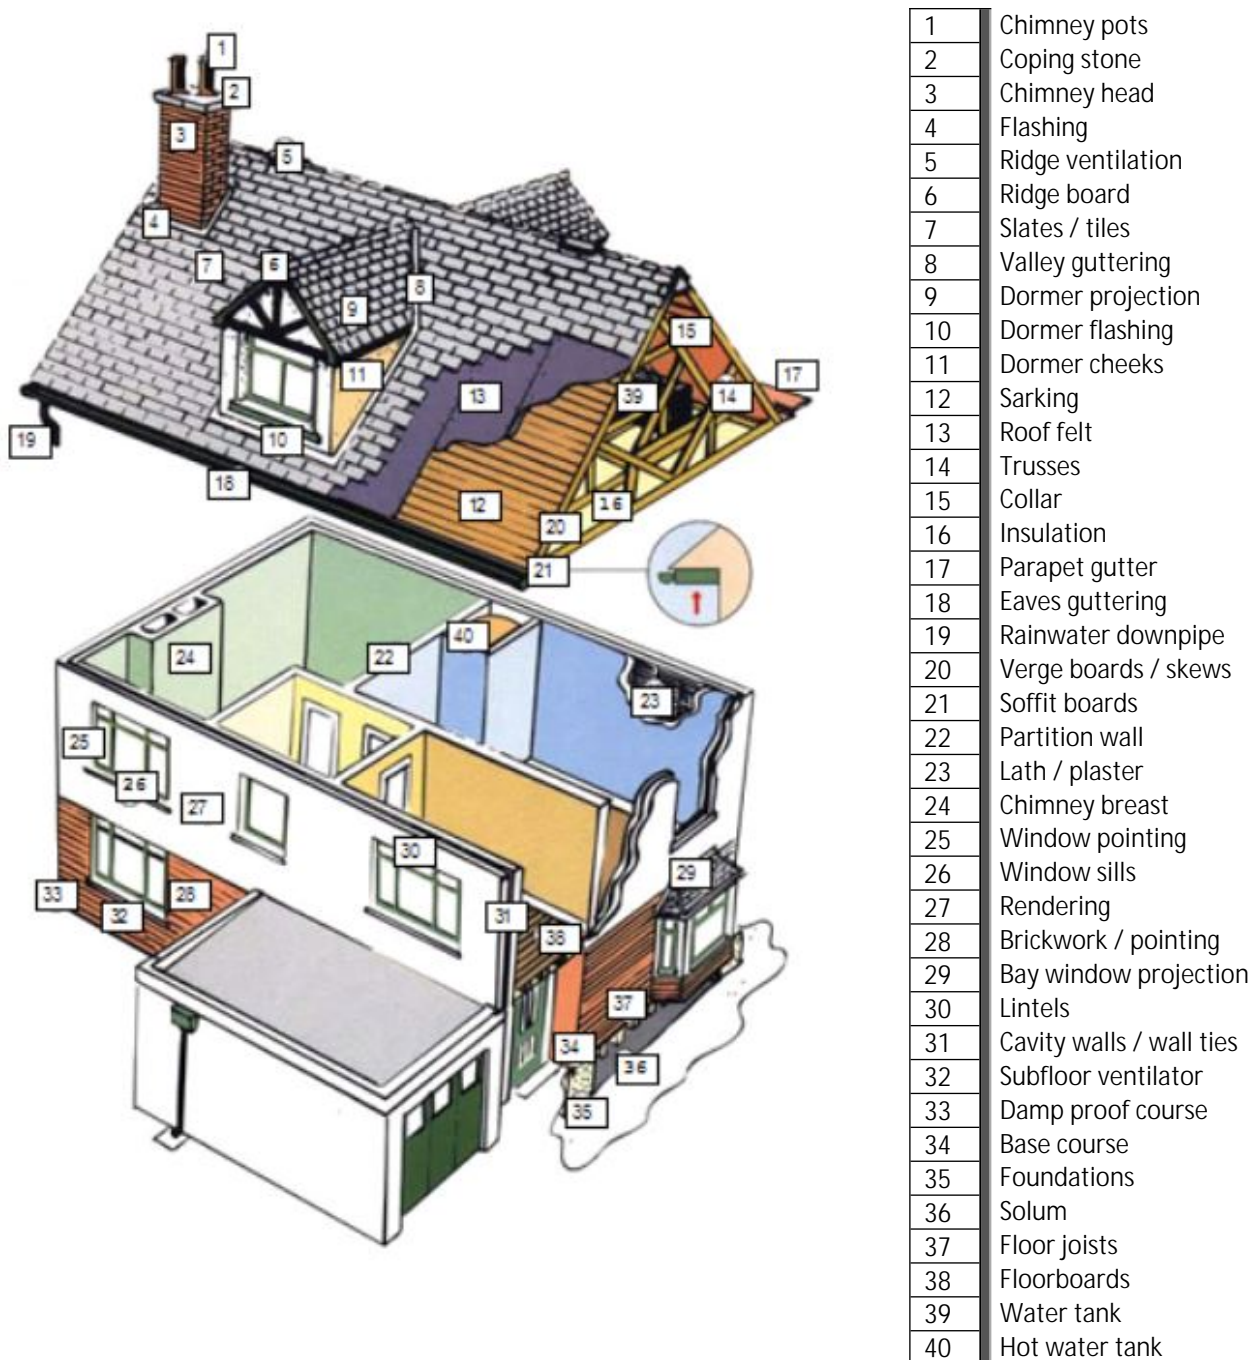 1
2
3
4
5
6
7
8
9
10
11
12
13
14
15
16
17
18
19
20
21
22
23
24
25
26
27
28
29
30
31
32
33
34
35
36
37
38
39
40
1 Chimney pots
2 Coping stone
3 Chimney head
4 Flashing
5 Ridge ventilation
6 Ridge board
7 Slates / tiles
8 Valley guttering
9 Dormer projection
10 Dormer flashing
11 Dormer cheeks
12 Sarking
13 Roof felt
14 Trusses
15 Collar
16 Insulation
17 Parapet gutter
18 Eaves guttering
19 Rainwater downpipe
20 Verge boards / skews
21 Soffit boards
22 Partition wall
23 Lath / plaster
24 Chimney breast
25 Window pointing
26 Window sills
27 Rendering
28 Brickwork / pointing
29 Bay window projection
30 Lintels
31 Cavity walls / wall ties
32 Subfloor ventilator
33 Damp proof course
34 Base course
35 Foundations
36 Solum
37 Floor joists
38 Floorboards
39 Water tank
40 Hot water tank